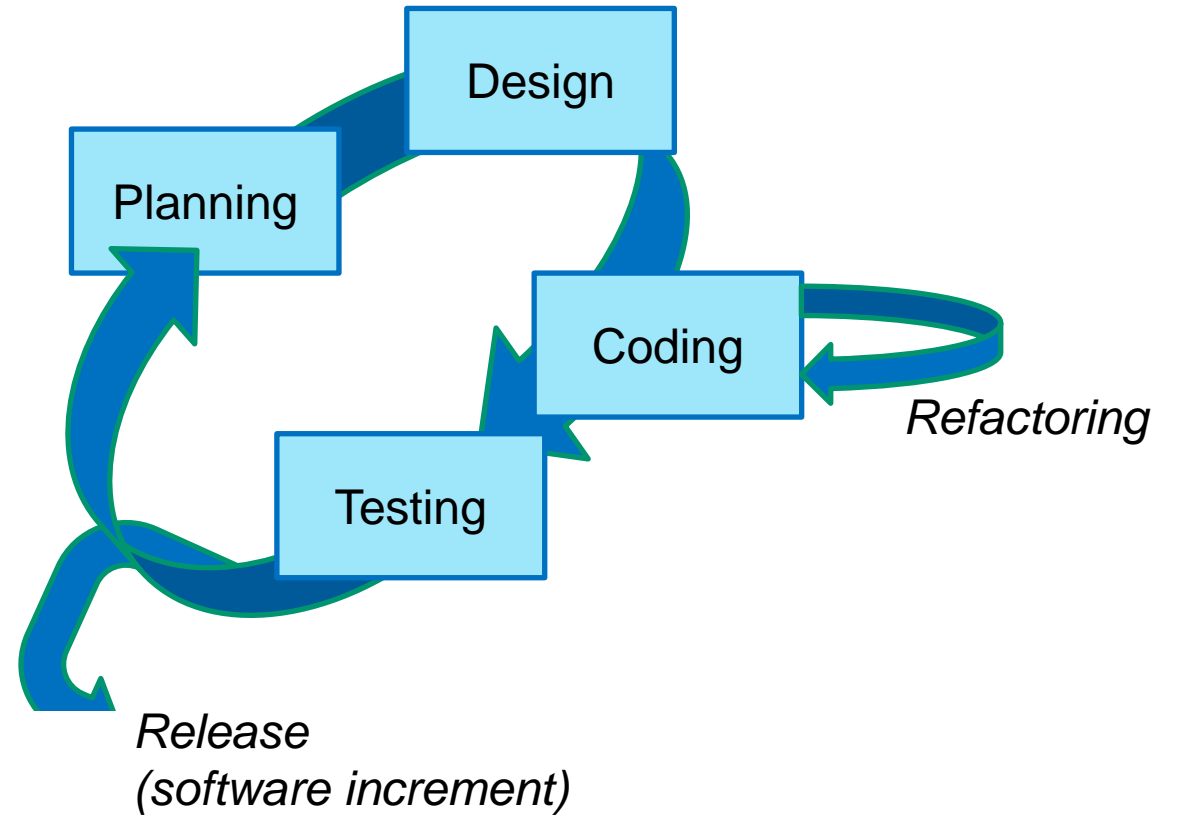 Design
Planning
Coding
Refactoring
Testing
Release
(software increment)